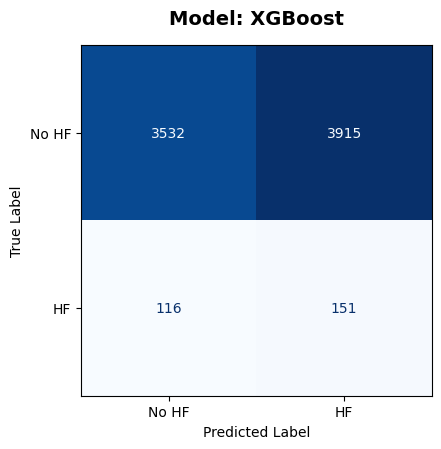 Model: XGBoost
True Label
No HF
3532
3915
HF
116
151
No HF
HF
Predicted Label